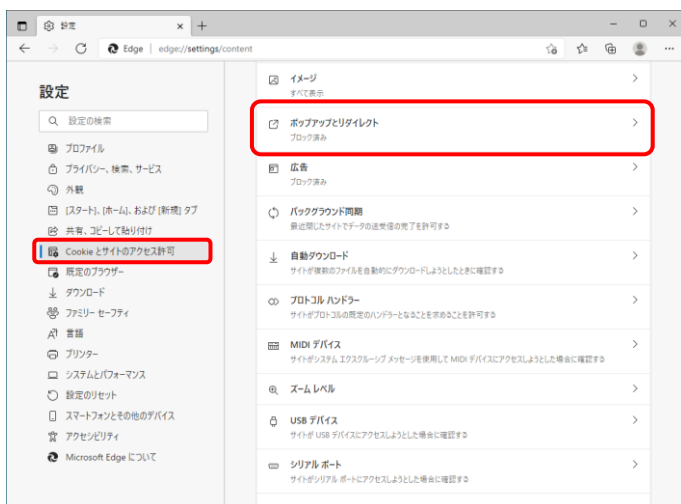 設定
Edge | edge://settings/content
設定
設定の検索
プロファイル
プライバシー、検索、サービス
外観
[スタート]、[ホーム]、および [新規] タブ
共有、コピーして貼り付け
Cookie とサイトのアクセス許可
既定のブラウザー
ダウンロード
ファミリー セーフティ
言語
プリンター
システムとパフォーマンス
設定のリセット
スマートフォンとその他のデバイス
アクセシビリティ
Microsoft Edge について
イメージ
すべて表示
ポップアップとリダイレクト
ブロック済み
広告
ブロック済み
バックグラウンド同期
最近閉じたサイトでデータの送受信の完了を許可する
自動ダウンロード
サイトが複数のファイルを自動的にダウンロードしようとしたときに確認する
プロトコル ハンドラー
サイトがプロトコルの既定のハンドラーとなることを求めることを許可する
MIDI デバイス
サイトがシステム エクスクルーシブ メッセージを使用して MIDI デバイスにアクセスしようとした場合に確認する
ズーム レベル
USB デバイス
サイトが USB デバイスにアクセスしようとした場合に確認する
シリアル ポート
サイトがシリアル ポートにアクセスしようとした場合に確認する